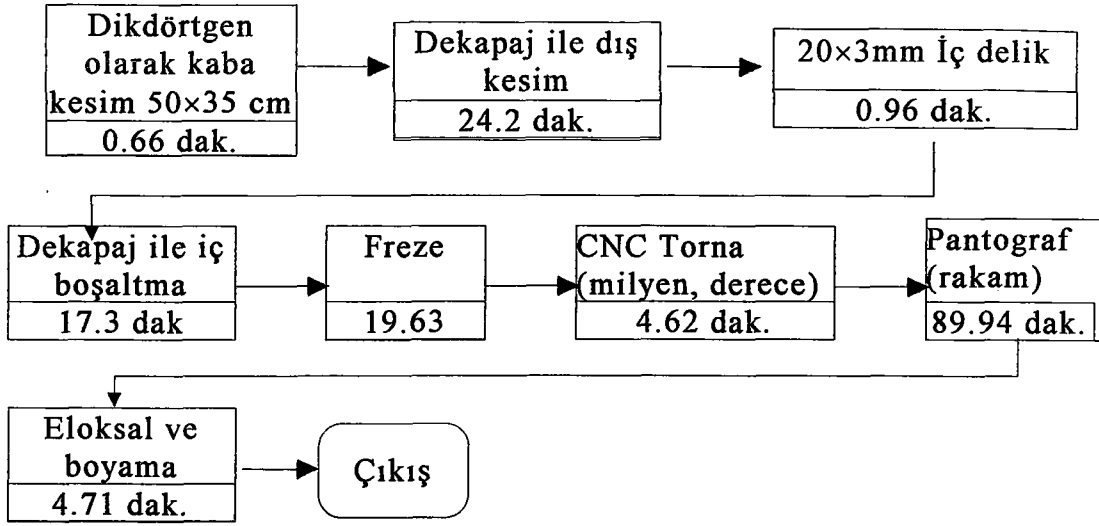 Dikdörtgen
olarak kaba
kesim 50×35 cm
0.66 dak.
Dekapaj ile dış
kesim
24.2 dak.
20×3mm İç delik
0.96 dak.
Dekapaj ile iç
boşaltma
17.3 dak
Freze
19.63
CNC Torna
(milyen, derece)
4.62 dak.
Pantograf
(rakam)
89.94 dak.
Eloksal ve
boyama
4.71 dak.
Çıkış